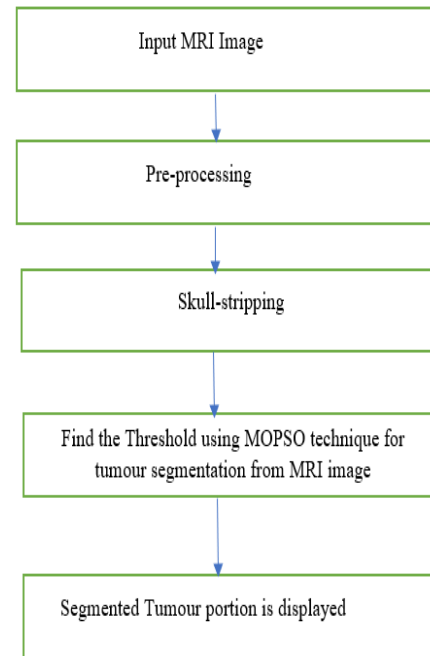 Input MRI Image
Pre-processing
Skull-stripping
Find the Threshold using MOPSO technique for
tumour segmentation from MRI image
Segmented Tumour portion is displayed